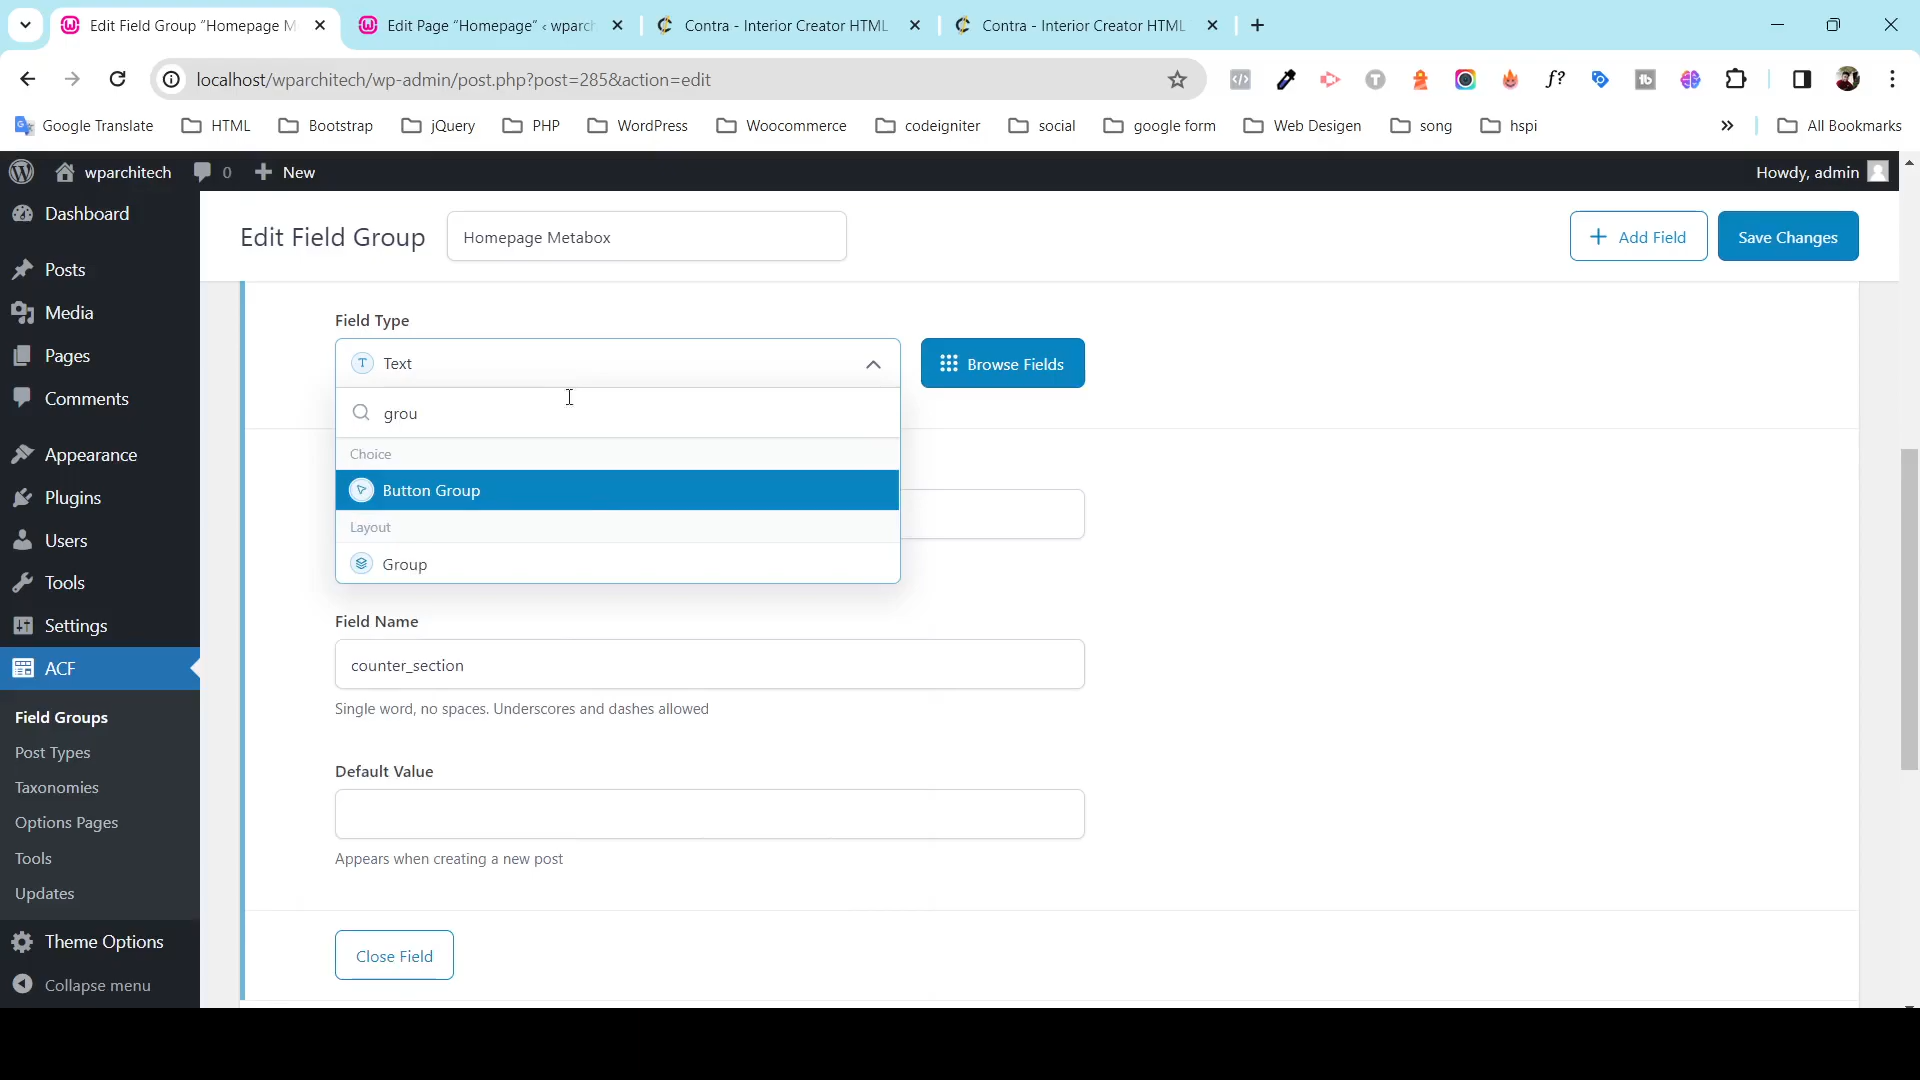 Edit Field Group "Homepage M
Edit Page "Homepage" ‹ wparch
Contra - Interior Creator HTML
Contra - Interior Creator HTML
localhost/wparchitech/wp-admin/post.php?post=285&action=edit
Google Translate
HTML
Bootstrap
jQuery
PHP
WordPress
Woocommerce
codeigniter
social
google form
Web Desigen
song
hspi
All Bookmarks
wparchitech
0
New
Howdy, admin
Dashboard
Posts
Media
Pages
Comments
Appearance
Plugins
Users
Tools
Settings
ACF
Field Groups
Post Types
Taxonomies
Options Pages
Tools
Updates
Theme Options
Collapse menu
Edit Field Group
Homepage Metabox
Add Field
Save Changes
Field Type
Text
Browse Fields
grou
Choice
Button Group
Layout
Group
Field Name
counter_section
Single word, no spaces. Underscores and dashes allowed
Default Value
Appears when creating a new post
Close Field